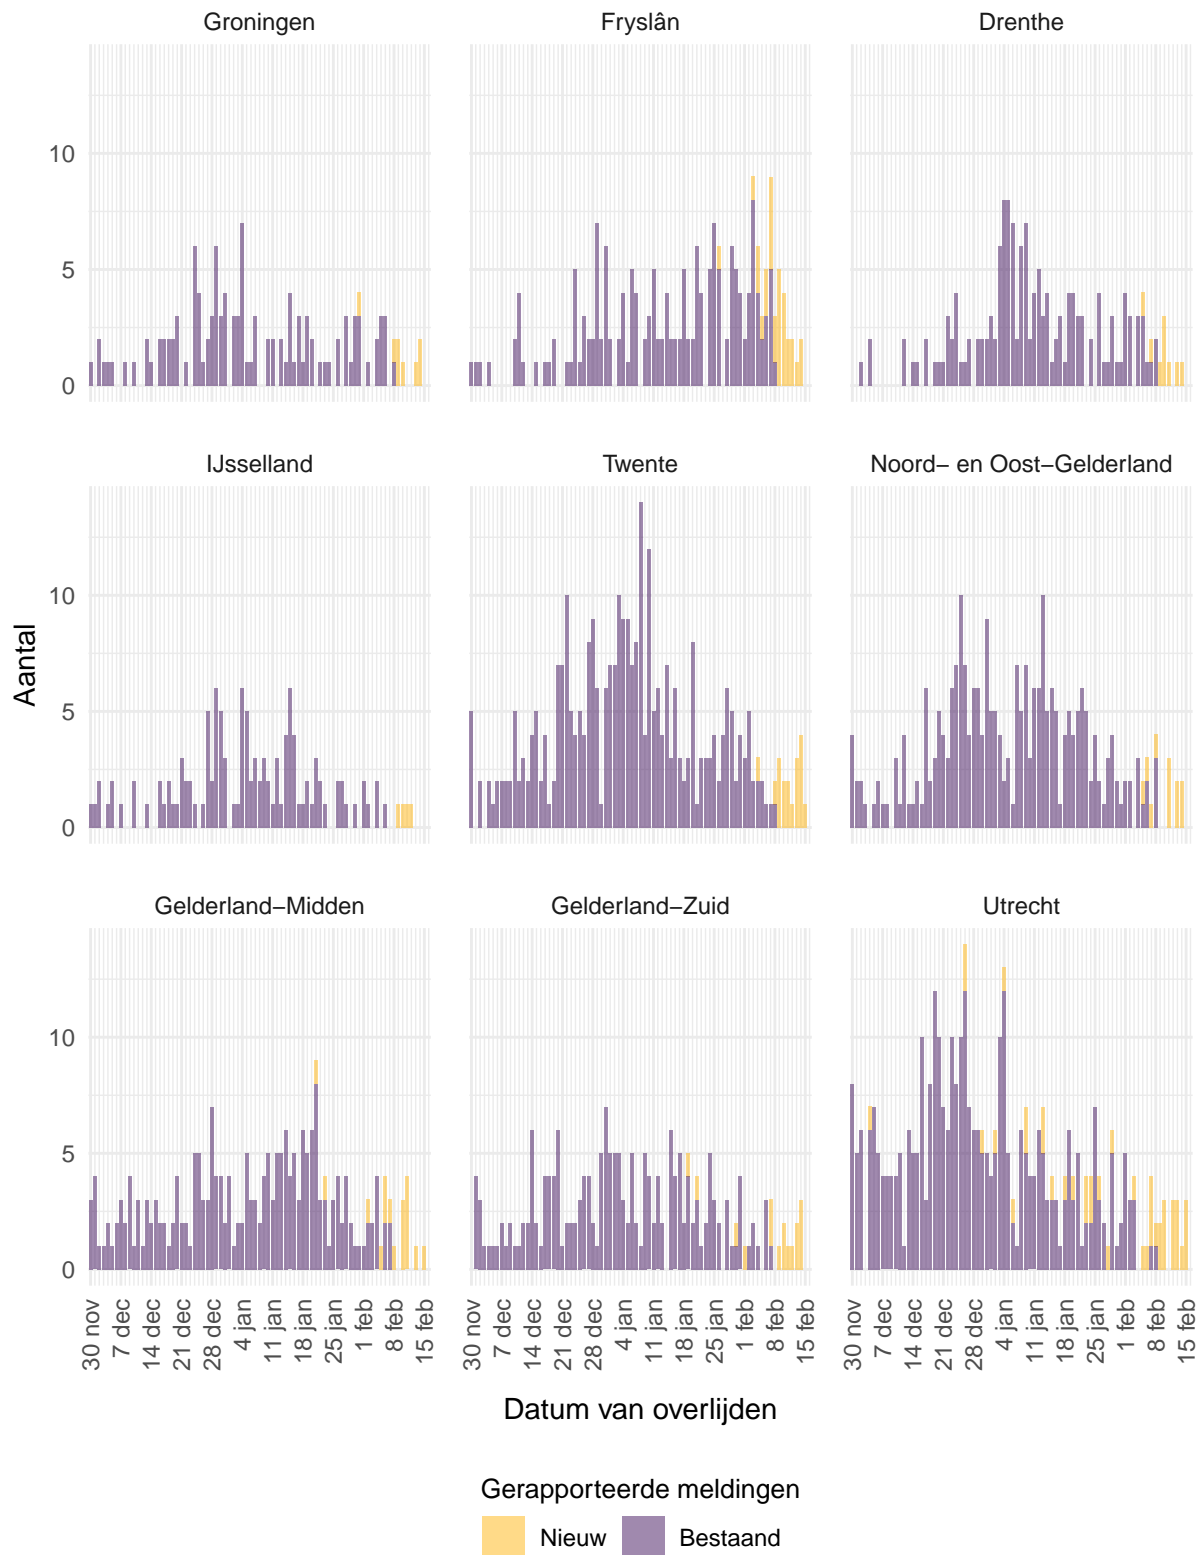 Groningen
Fryslân
Drenthe
10
5
0
IJsselland
Twente
Noord− en Oost−Gelderland
10
5
0
Aantal
Gelderland−Midden
Gelderland−Zuid
Utrecht
10
5
0
30 nov
7 dec
14 dec
21 dec
28 dec
4 jan
11 jan
18 jan
25 jan
1 feb
8 feb
15 feb
30 nov
7 dec
14 dec
21 dec
28 dec
4 jan
11 jan
18 jan
25 jan
1 feb
8 feb
15 feb
30 nov
7 dec
14 dec
21 dec
28 dec
4 jan
11 jan
18 jan
25 jan
1 feb
8 feb
15 feb
Datum van overlijden
Gerapporteerde meldingen
Nieuw
Bestaand